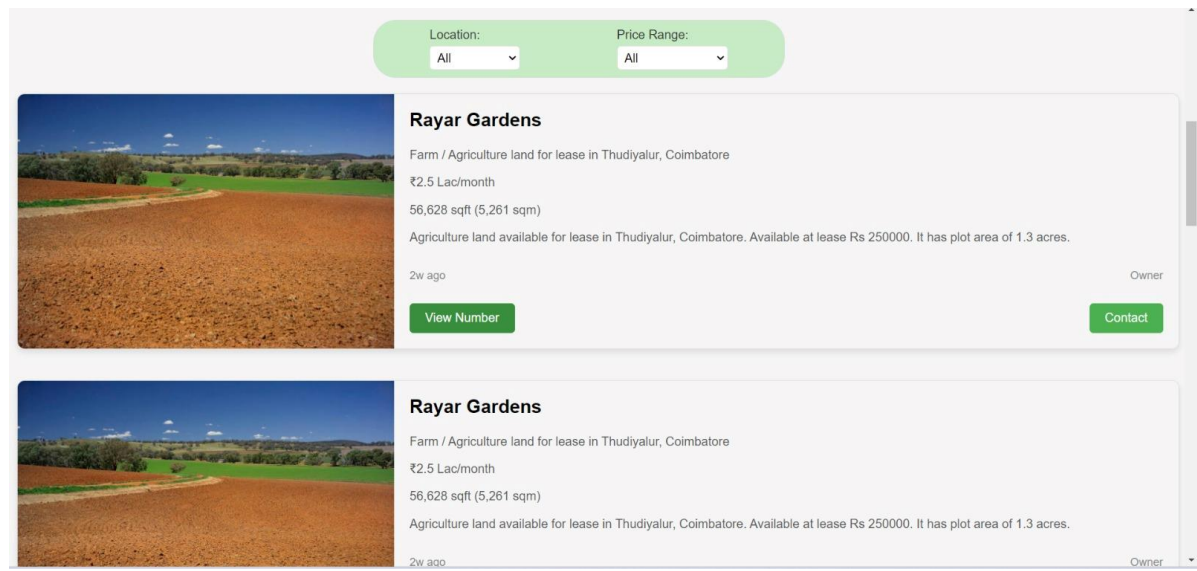 Location: Price Range:
All All
Rayar Gardens
Farm / Agriculture land for lease in Thudiyalur, Coimbatore
₹2.5 Lac/month
56,628 sqft (5,261 sqm)
Agriculture land available for lease in Thudiyalur, Coimbatore. Available at lease Rs 250000. It has plot area of 1.3 acres.
2w ago Owner
View Number Contact
Rayar Gardens
Farm / Agriculture land for lease in Thudiyalur, Coimbatore
₹2.5 Lac/month
56,628 sqft (5,261 sqm)
Agriculture land available for lease in Thudiyalur, Coimbatore. Available at lease Rs 250000. It has plot area of 1.3 acres.
2w ago Owner